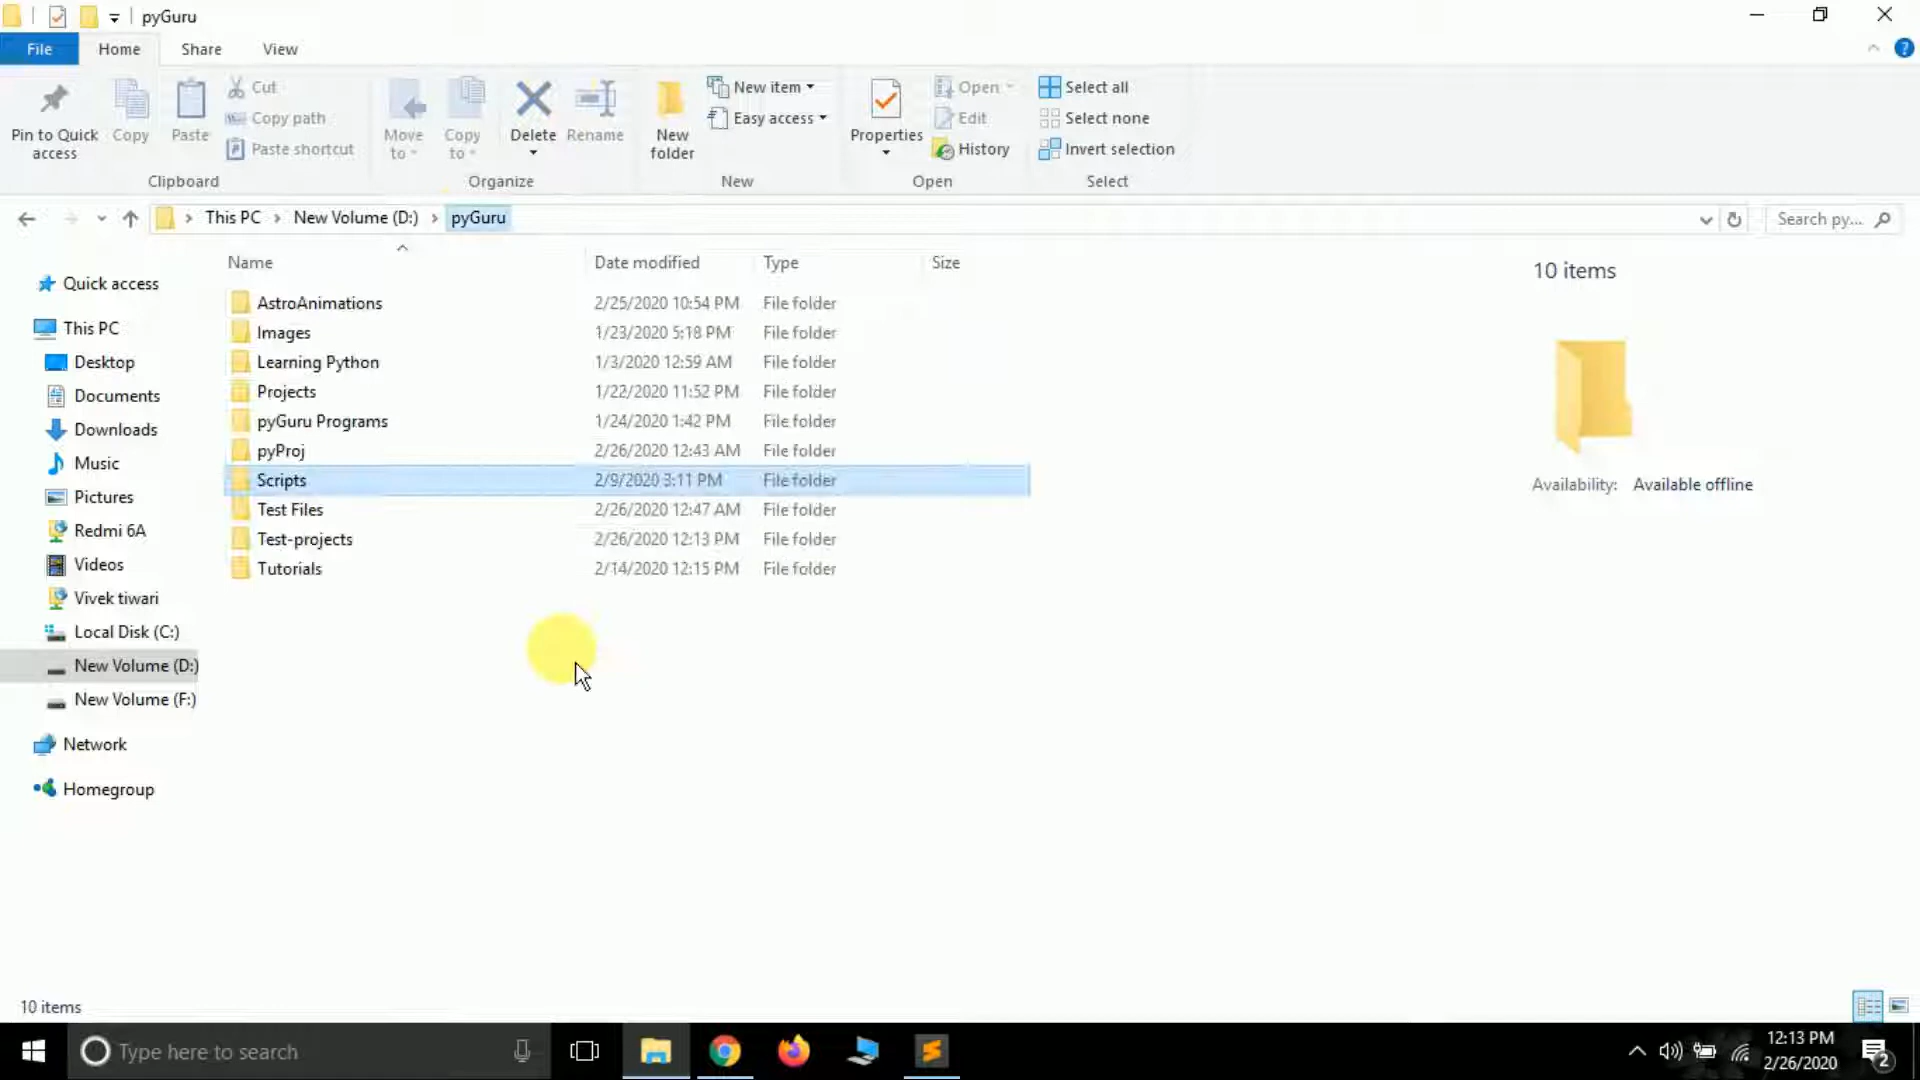 pyGuru
File Home Share View
Pin to Quick access
Copy
Paste
Cut
Copy path
Paste shortcut
Clipboard
Move to
Copy to
Delete
Rename
Organize
New folder
New item
Easy access
New
Properties
Open
Edit
History
Open
Select all
Select none
Invert selection
Select
This PC > New Volume (D:) > pyGuru
Search py...
Quick access
This PC
Desktop
Documents
Downloads
Music
Pictures
Redmi 6A
Videos
Vivek tiwari
Local Disk (C:)
New Volume (D:)
New Volume (F:)
Network
Homegroup
Name Date modified Type Size
AstroAnimations 2/25/2020 10:54 PM File folder
Images 1/23/2020 5:18 PM File folder
Learning Python 1/3/2020 12:59 AM File folder
Projects 1/22/2020 11:52 PM File folder
pyGuru Programs 1/24/2020 1:42 PM File folder
pyProj 2/26/2020 12:43 AM File folder
Scripts 2/9/2020 3:11 PM File folder
Test Files 2/26/2020 12:47 AM File folder
Test-projects 2/26/2020 12:13 PM File folder
Tutorials 2/14/2020 12:15 PM File folder
10 items
Availability: Available offline
10 items
Type here to search
12:13 PM
2/26/2020
2